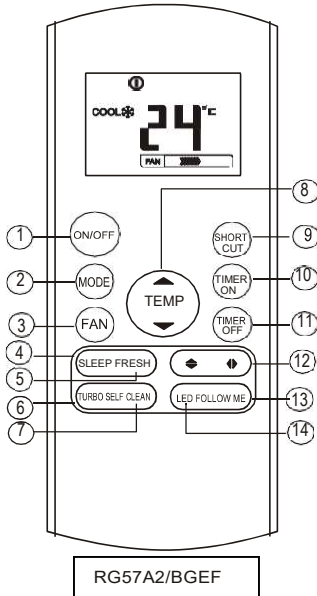 COOL
24°C
FAN
8
1
ON/OFF
SHORT
CUT
9
2
MODE
TEMP
TIMER
ON
10
3
FAN
TIMER
OFF
11
4
SLEEP FRESH
12
5
6
TURBO SELF CLEAN
LED FOLLOW ME
13
7
14
RG57A2/BGEF